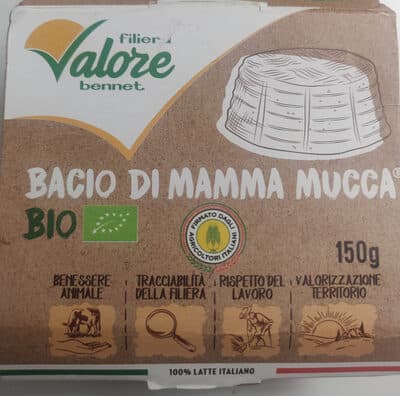 filier
Valore
bennet
BACIO DI MAMMA MUCCA®
BIO
FIRMATO DAGLI AGRICOLTORI ITALIANI
150g
BENESSERE
ANIMALE
TRACCIABILITÀ
DELLA FILIERA
RISPETTO DEL
LAVORO
VALORIZZAZIONE
TERRITORIO
100% LATTE ITALIANO